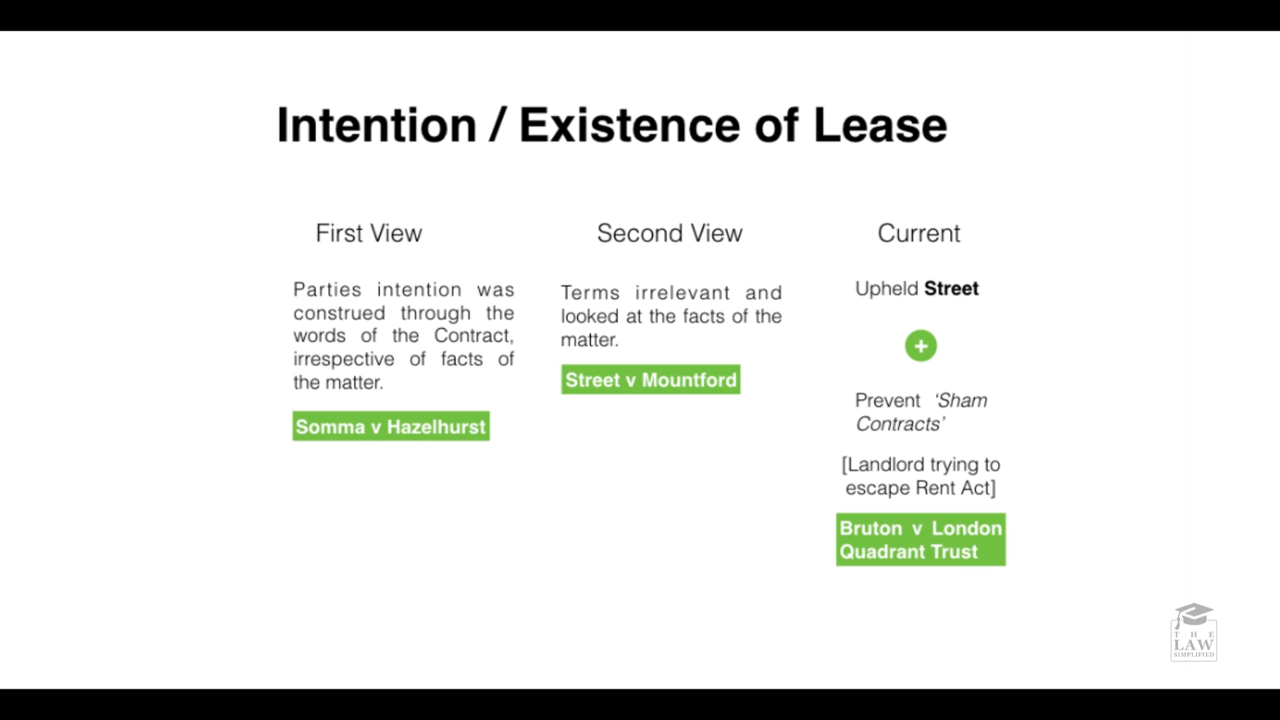 Intention / Existence of Lease
First View
Parties intention was
construed through the
words of the Contract,
irrespective of facts of
the matter.
Somma v Hazelhurst
Second View
Terms irrelevant and
looked at the facts of the
matter.
Street v Mountford
Current
Upheld Street
+
Prevent ‘Sham
Contracts’
[Landlord trying to
escape Rent Act]
Bruton v London
Quadrant Trust
THE
LAW
SIMPLIFIED